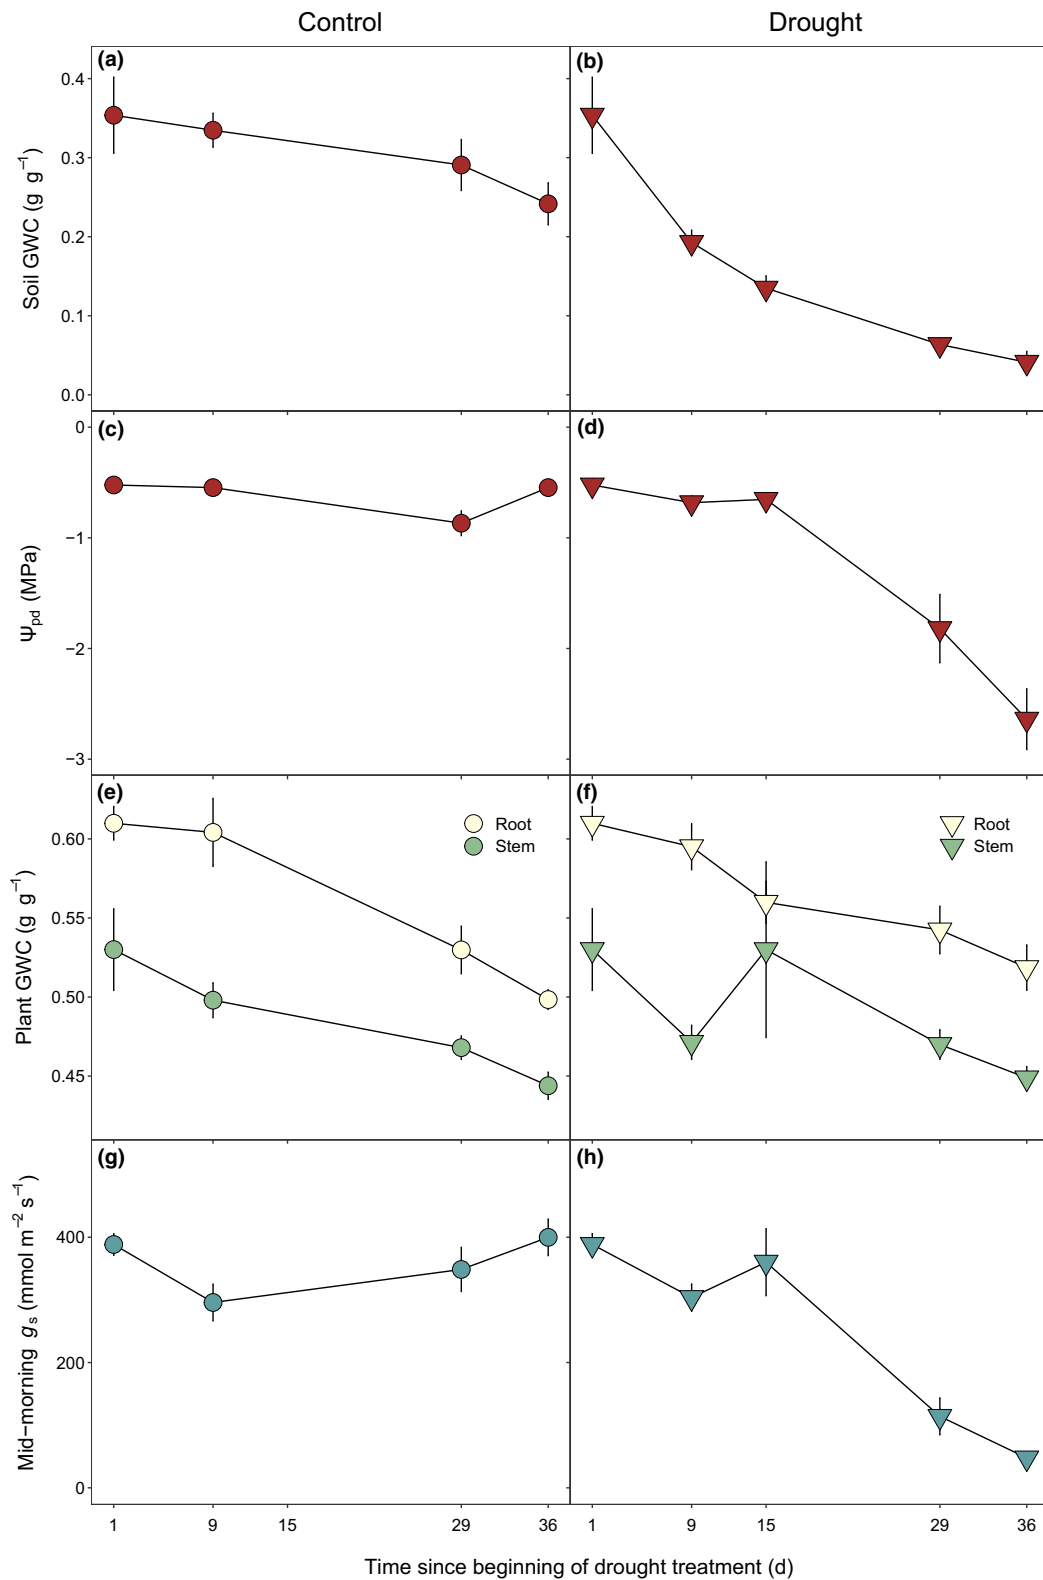 Control Drought
(a) (b)
Soil GWC (g g⁻¹)
0.4
0.3
0.2
0.1
0.0
(c) (d)
Ψpd (MPa)
0
−1
−2
−3
(e) (f)
Plant GWC (g g⁻¹)
Root
Stem
Root
Stem
0.60
0.55
0.50
0.45
(g) (h)
Mid−morning gs (mmol m⁻² s⁻¹)
400
200
0
1 9 15 29 36 1 9 15 29 36
Time since beginning of drought treatment (d)